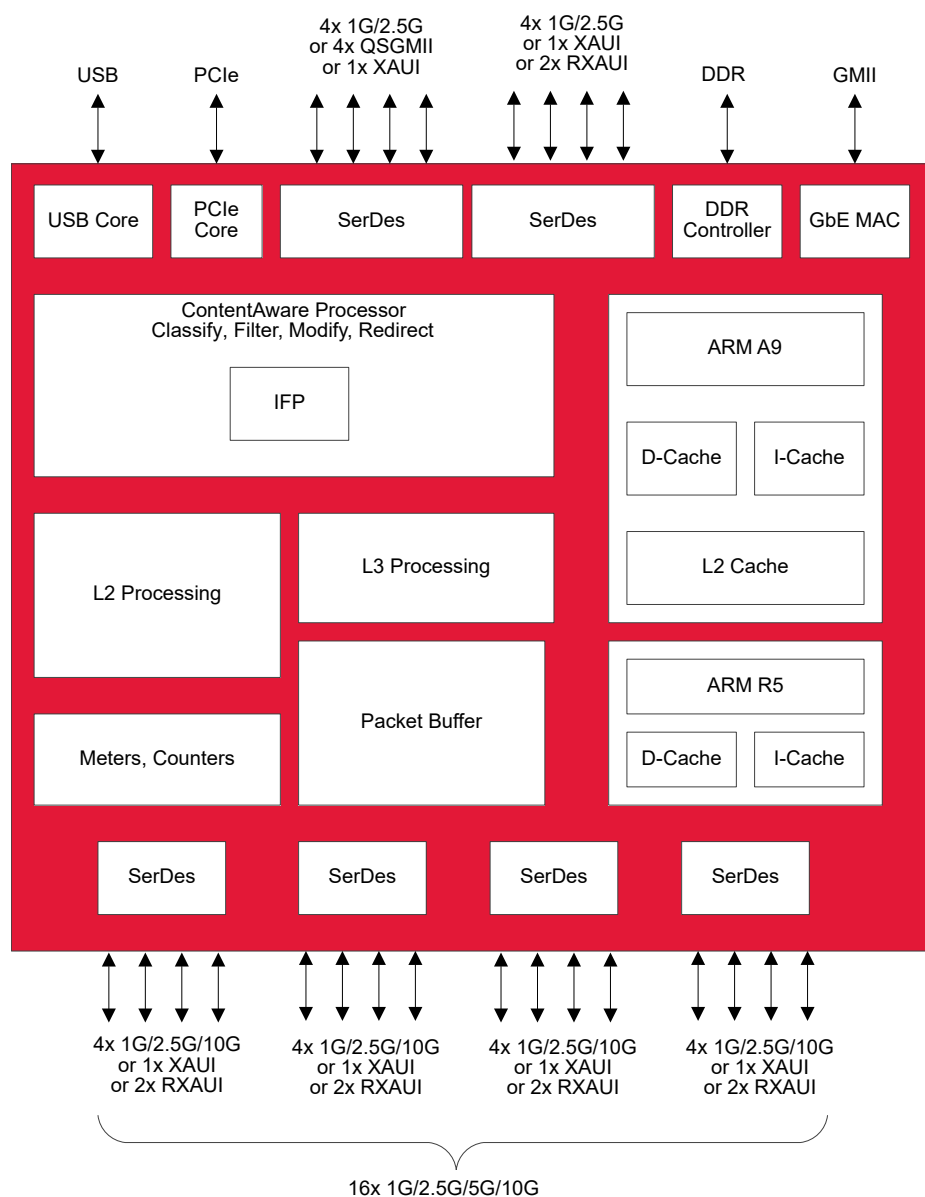 4x 1G/2.5G
or 4x QSGMII
or 1x XAUI
4x 1G/2.5G
or 1x XAUI
or 2x RXAUI
USB
PCIe
DDR
GMII
USB Core
PCIe
Core
SerDes
SerDes
DDR
Controller
GbE MAC
ContentAware Processor
Classify, Filter, Modify, Redirect
IFP
ARM A9
D-Cache
I-Cache
L2 Cache
L2 Processing
L3 Processing
Meters, Counters
Packet Buffer
ARM R5
D-Cache
I-Cache
SerDes
SerDes
SerDes
SerDes
4x 1G/2.5G/10G
or 1x XAUI
or 2x RXAUI
4x 1G/2.5G/10G
or 1x XAUI
or 2x RXAUI
4x 1G/2.5G/10G
or 1x XAUI
or 2x RXAUI
4x 1G/2.5G/10G
or 1x XAUI
or 2x RXAUI
16x 1G/2.5G/5G/10G